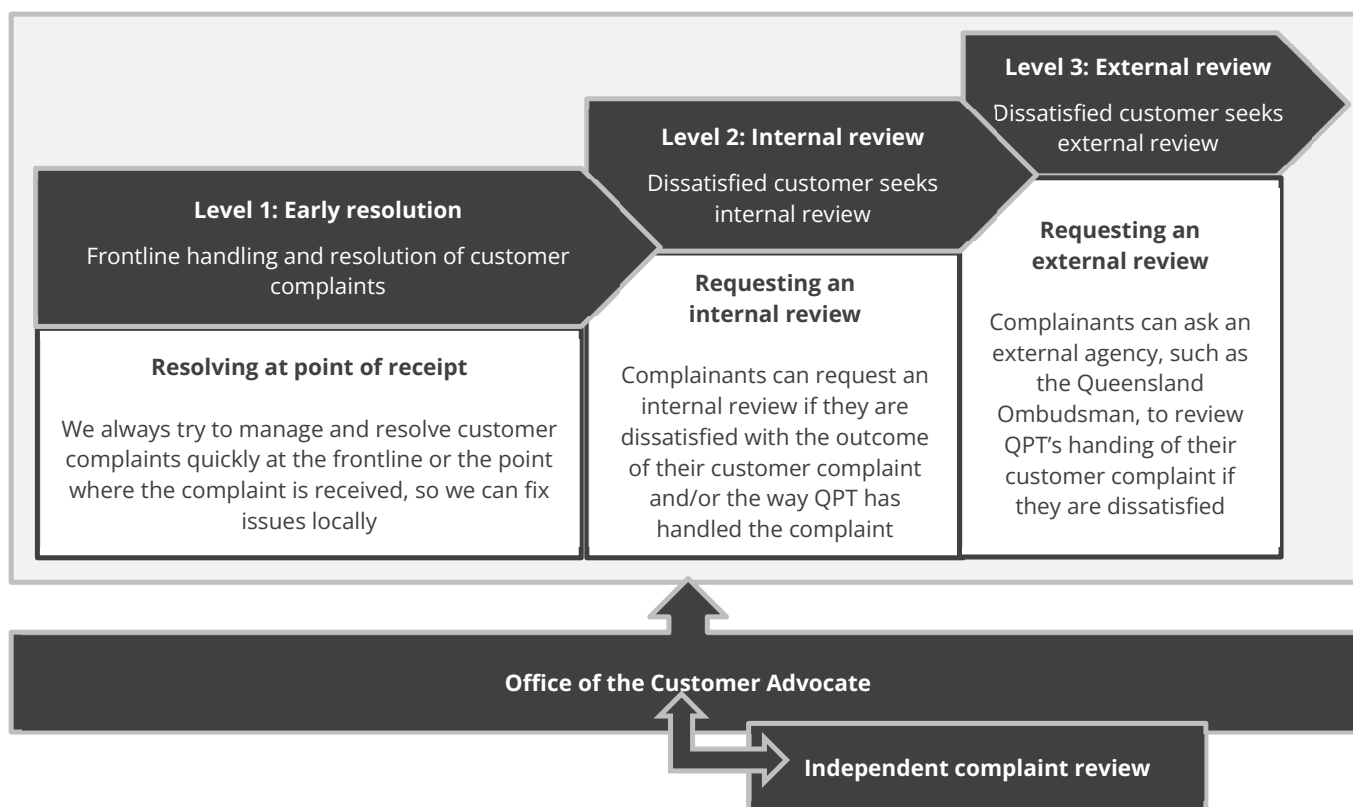 Level 1: Early resolution
Frontline handling and resolution of customer
complaints
Resolving at point of receipt
We always try to manage and resolve customer
complaints quickly at the frontline or the point
where the complaint is received, so we can fix
issues locally
Level 2: Internal review
Dissatisfied customer seeks
internal review
Requesting an
internal review
Complainants can request an
internal review if they are
dissatisfied with the outcome
of their customer complaint
and/or the way QPT has
handled the complaint
Level 3: External review
Dissatisfied customer seeks
external review
Requesting an
external review
Complainants can ask an
external agency, such as
the Queensland
Ombudsman, to review
QPT’s handing of their
customer complaint if
they are dissatisfied
Office of the Customer Advocate
Independent complaint review